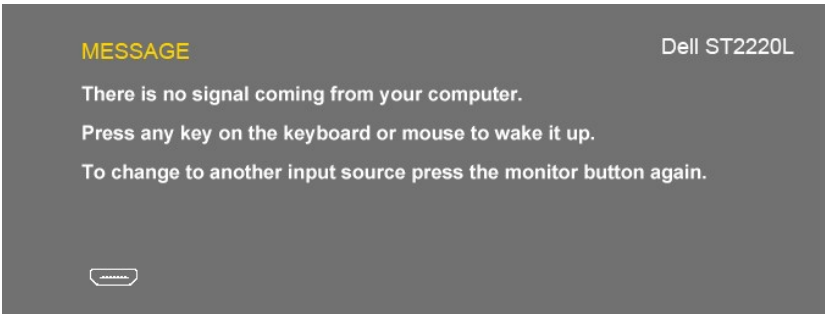 MESSAGE
Dell ST2220L
There is no signal coming from your computer.
Press any key on the keyboard or mouse to wake it up.
To change to another input source press the monitor button again.